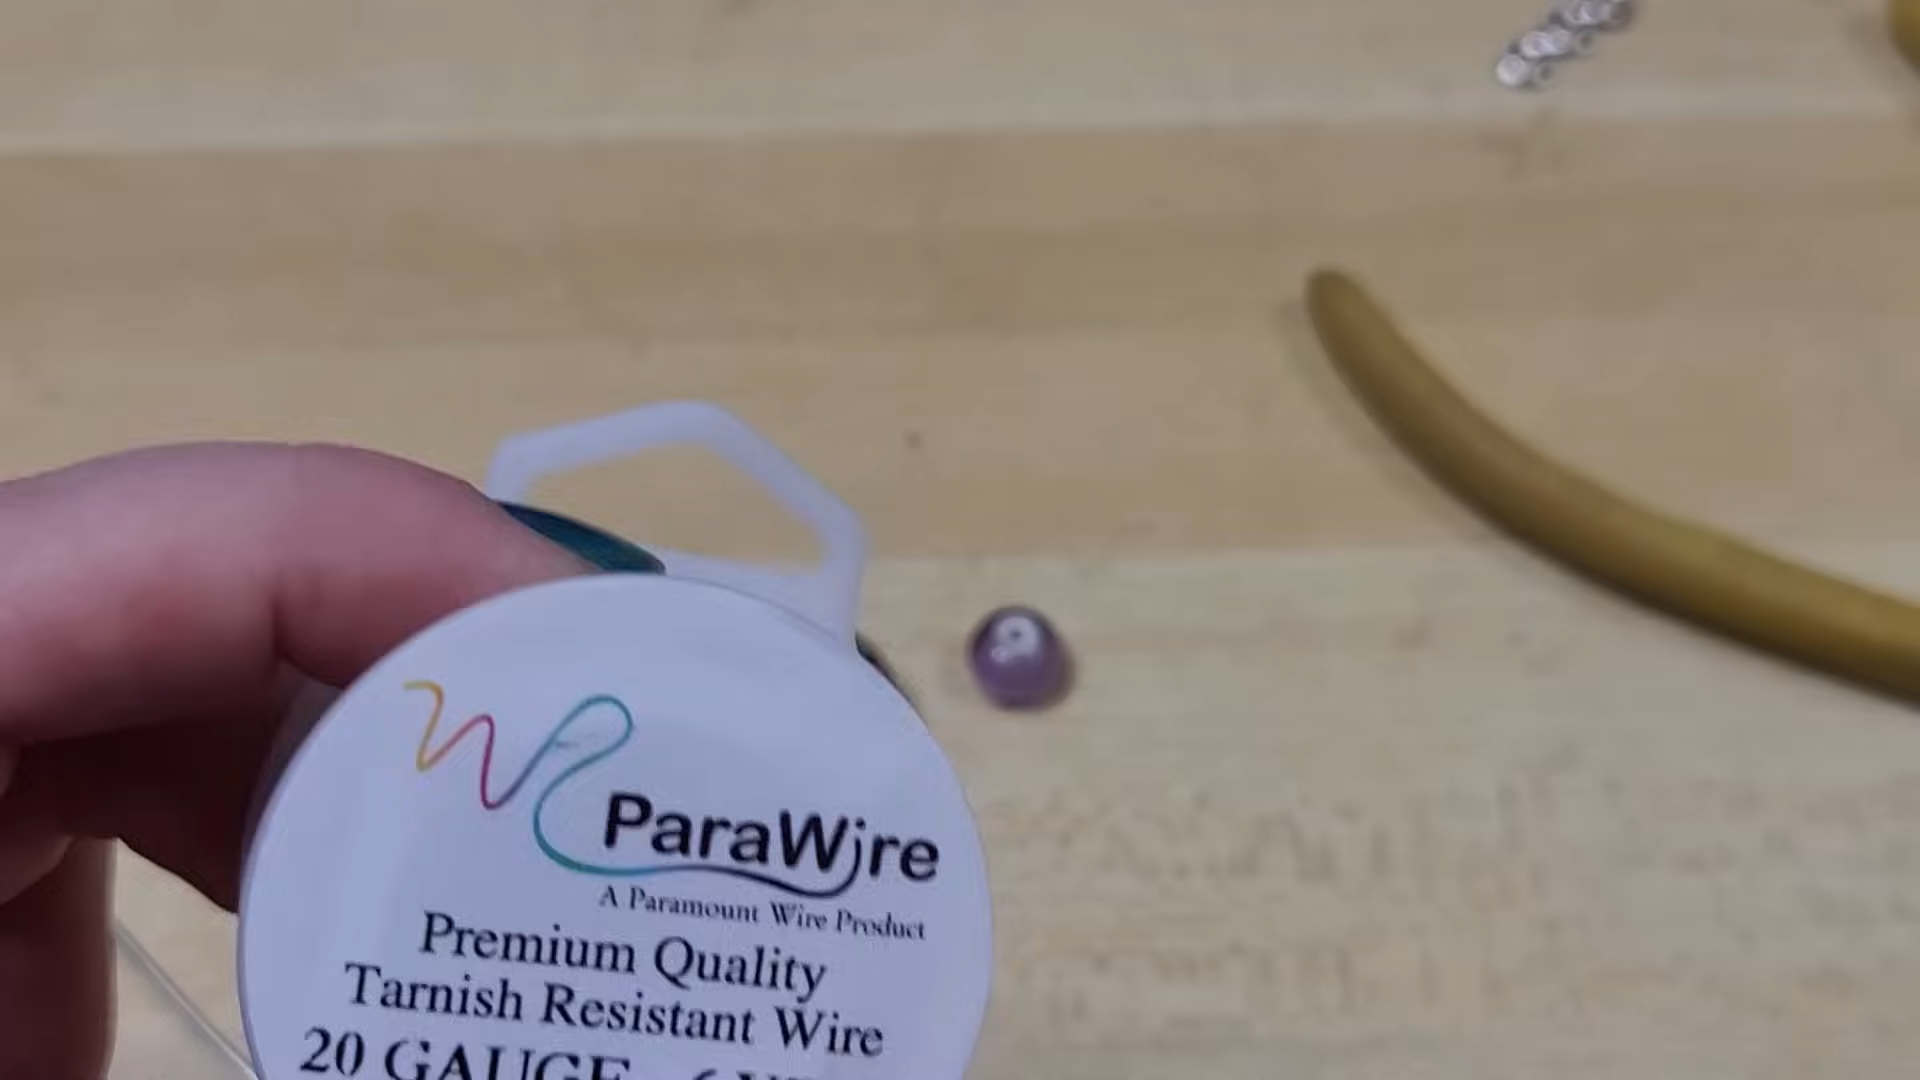 ParaWire
A Paramount Wire Product
Premium Quality
Tarnish Resistant Wire
20 GAUGE